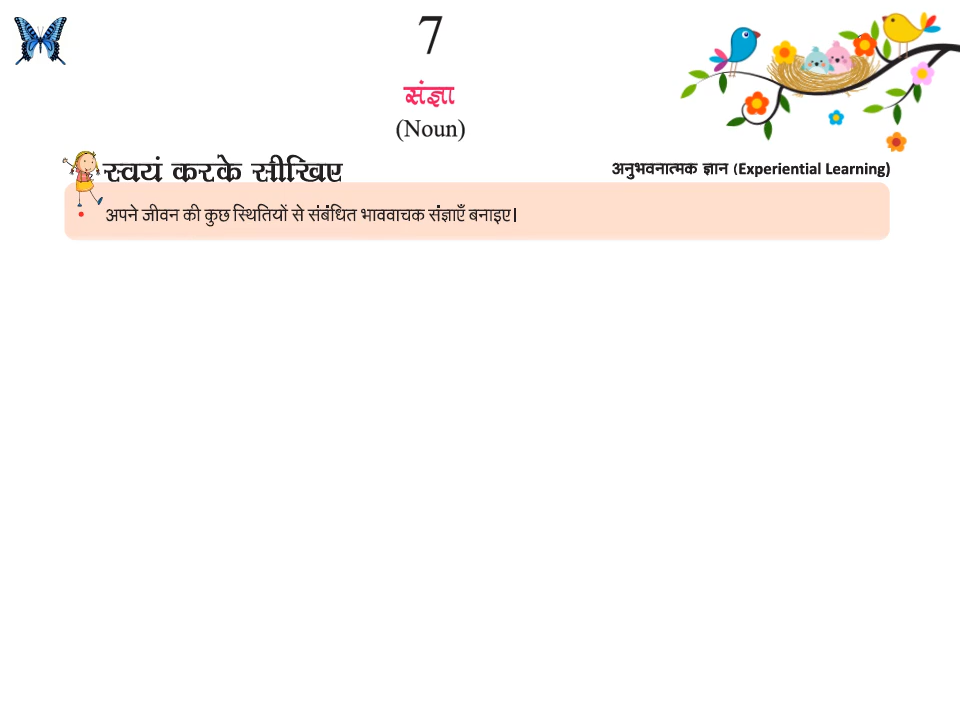 7
संज्ञा
(Noun)
स्वयं करके सीखिए
अनुभवनात्मक ज्ञान (Experiential Learning)
• अपने जीवन की कुछ स्थितियों से संबंधित भाववाचक संज्ञाएँ बनाइए।